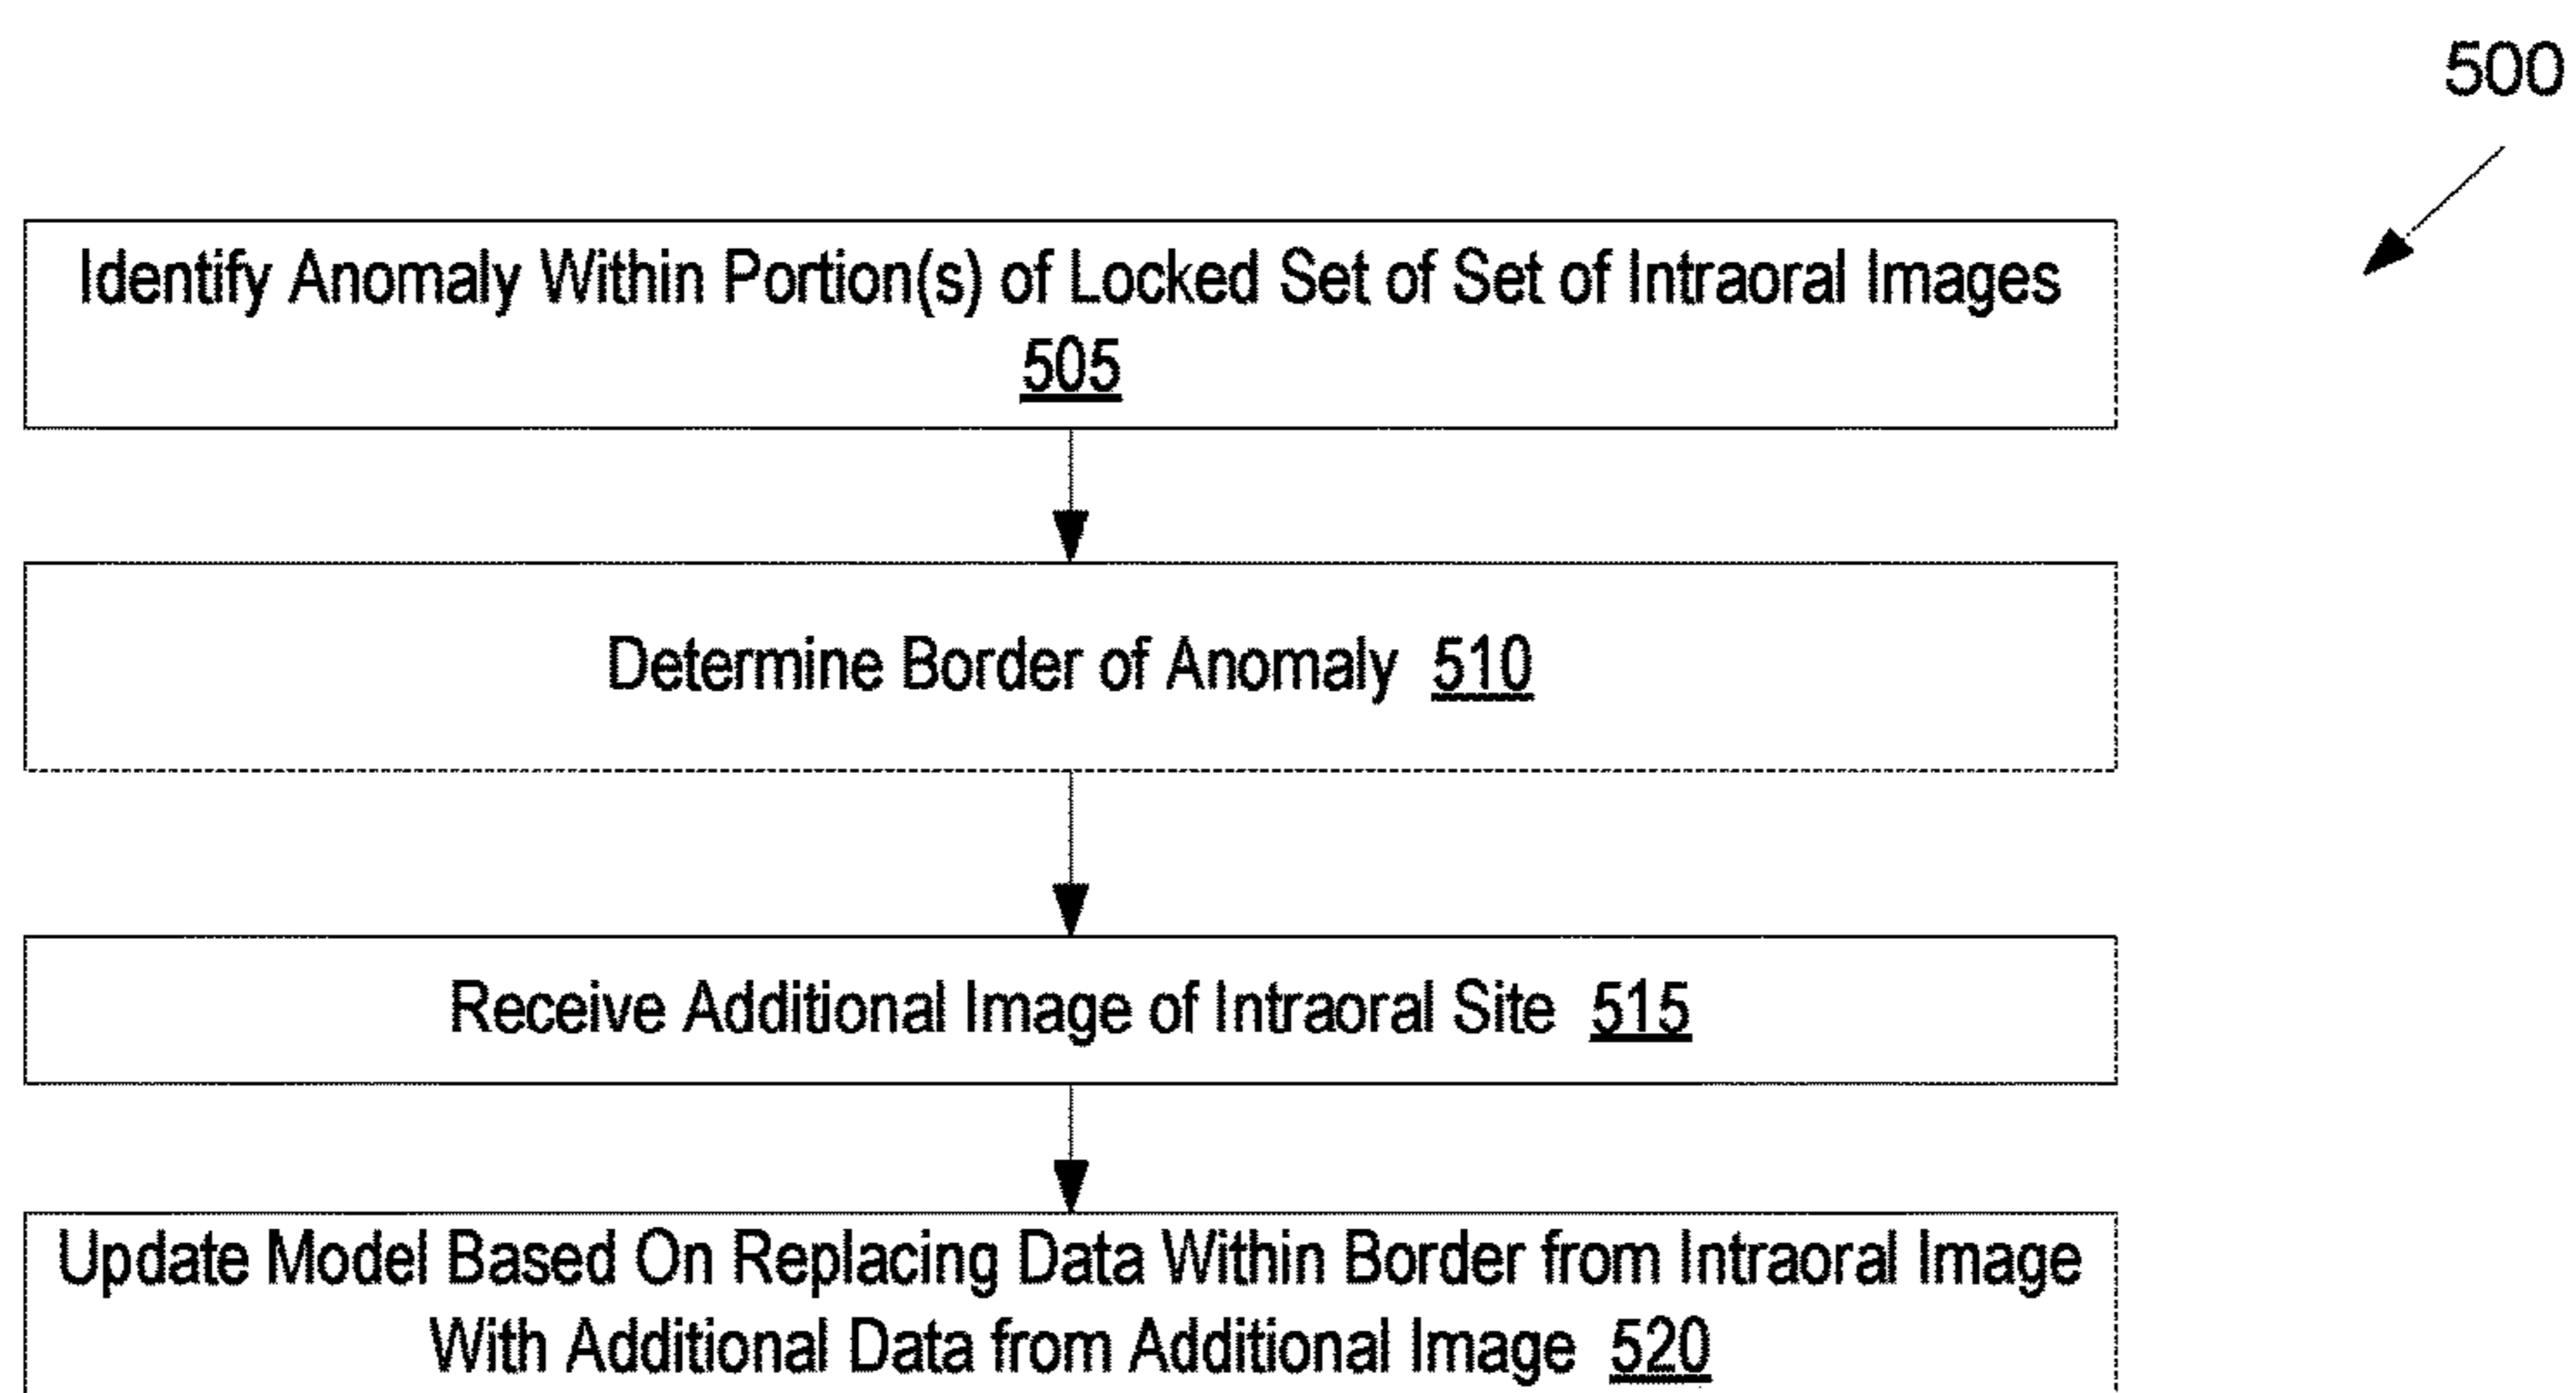 500
Identify Anomaly Within Portion(s) of Locked Set of Set of Intraoral Images
505
Determine Border of Anomaly 510
Receive Additional Image of Intraoral Site 515
Update Model Based On Replacing Data Within Border from Intraoral Image
With Additional Data from Additional Image 520